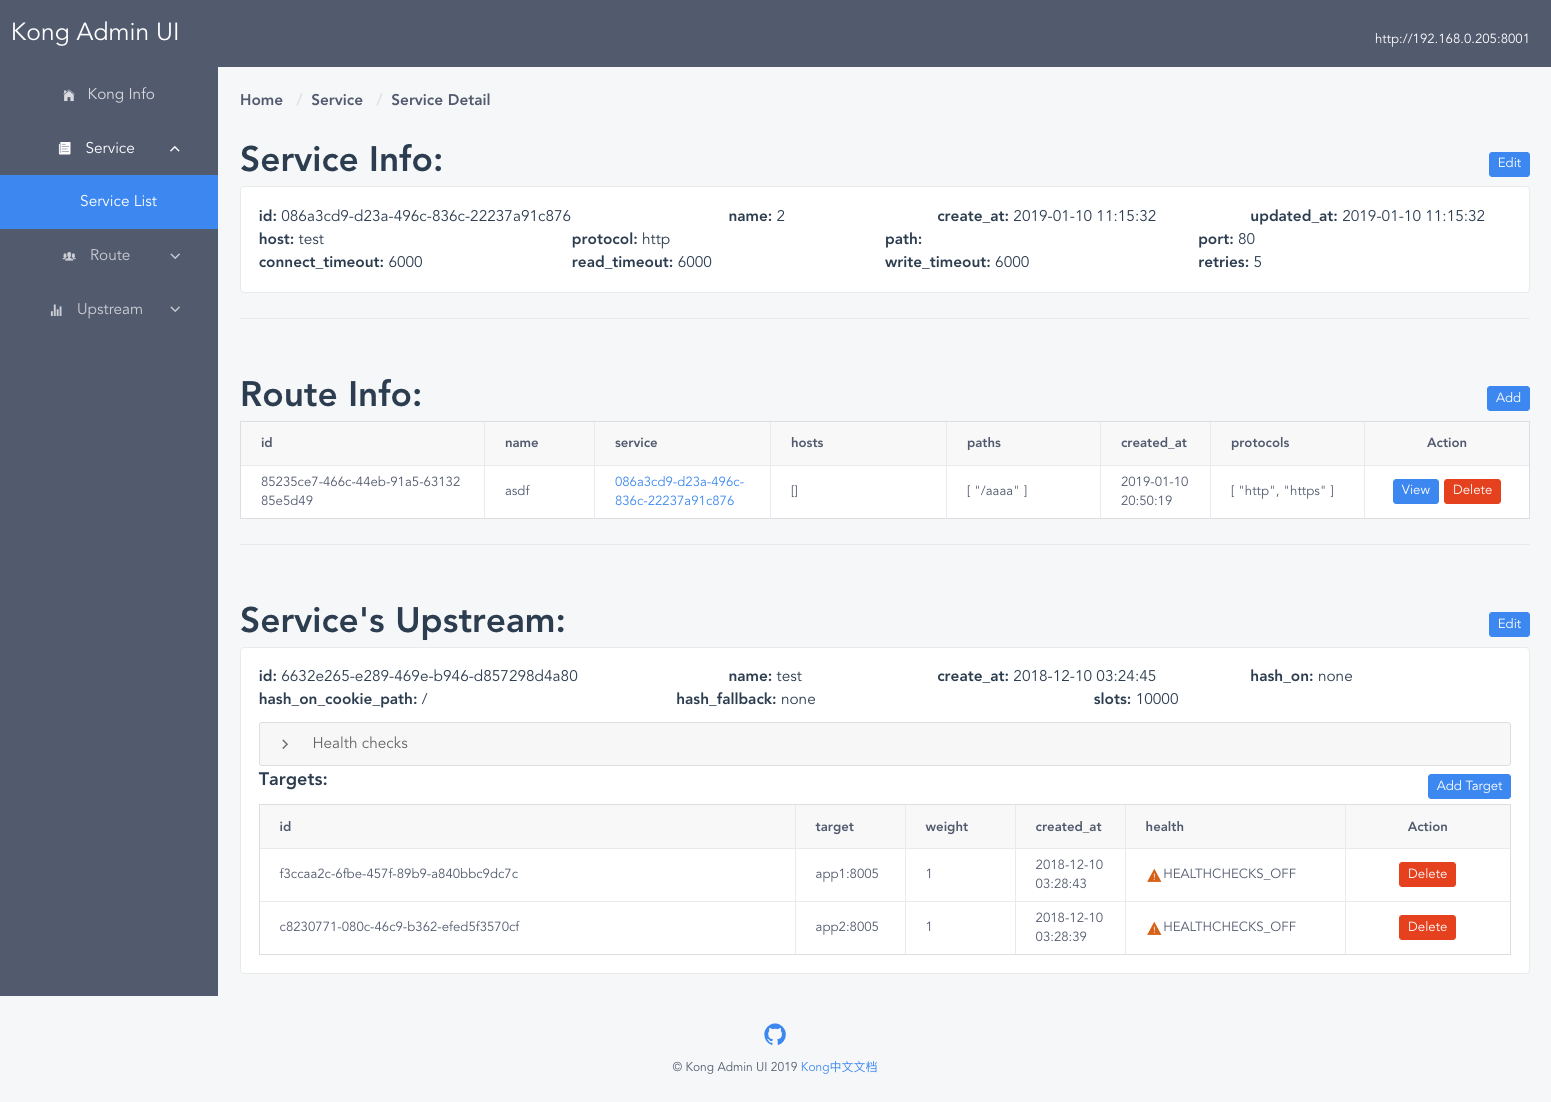 Kong Admin UI
http://192.168.0.205:8001
Kong Info
Service
Service List
Route
Upstream
Home / Service / Service Detail
Service Info:
Edit
id: 086a3cd9-d23a-496c-836c-22237a91c876 name: 2 create_at: 2019-01-10 11:15:32 updated_at: 2019-01-10 11:15:32
host: test protocol: http path: port: 80
connect_timeout: 6000 read_timeout: 6000 write_timeout: 6000 retries: 5
Route Info:
Add
id name service hosts paths created_at protocols Action
85235ce7-466c-44eb-91a5-63132 086a3cd9-d23a-496c- 2019-01-10
asdf [] [ "/aaaa" ] [ "http", "https" ] View Delete
85e5d49 836c-22237a91c876 20:50:19
Service's Upstream:
Edit
id: 6632e265-e289-469e-b946-d857298d4a80 name: test create_at: 2018-12-10 03:24:45 hash_on: none
hash_on_cookie_path: / hash_fallback: none slots: 10000
Health checks
Targets:
Add Target
id target weight created_at health Action
2018-12-10
f3ccaa2c-6fbe-457f-89b9-a840bbc9dc7c app1:8005 1 HEALTHCHECKS_OFF Delete
03:28:43
2018-12-10
c8230771-080c-46c9-b362-efed5f3570cf app2:8005 1 HEALTHCHECKS_OFF Delete
03:28:39
© Kong Admin UI 2019 Kong中文文档